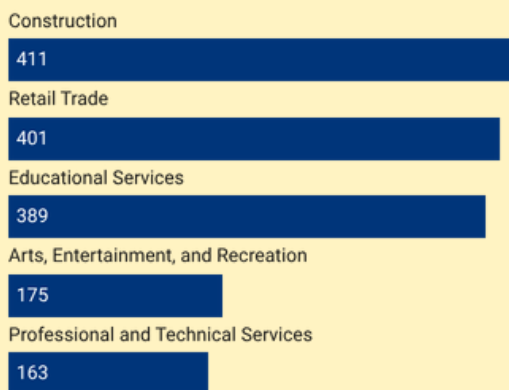 Construction
411
Retail Trade
401
Educational Services
389
Arts, Entertainment, and Recreation
175
Professional and Technical Services
163